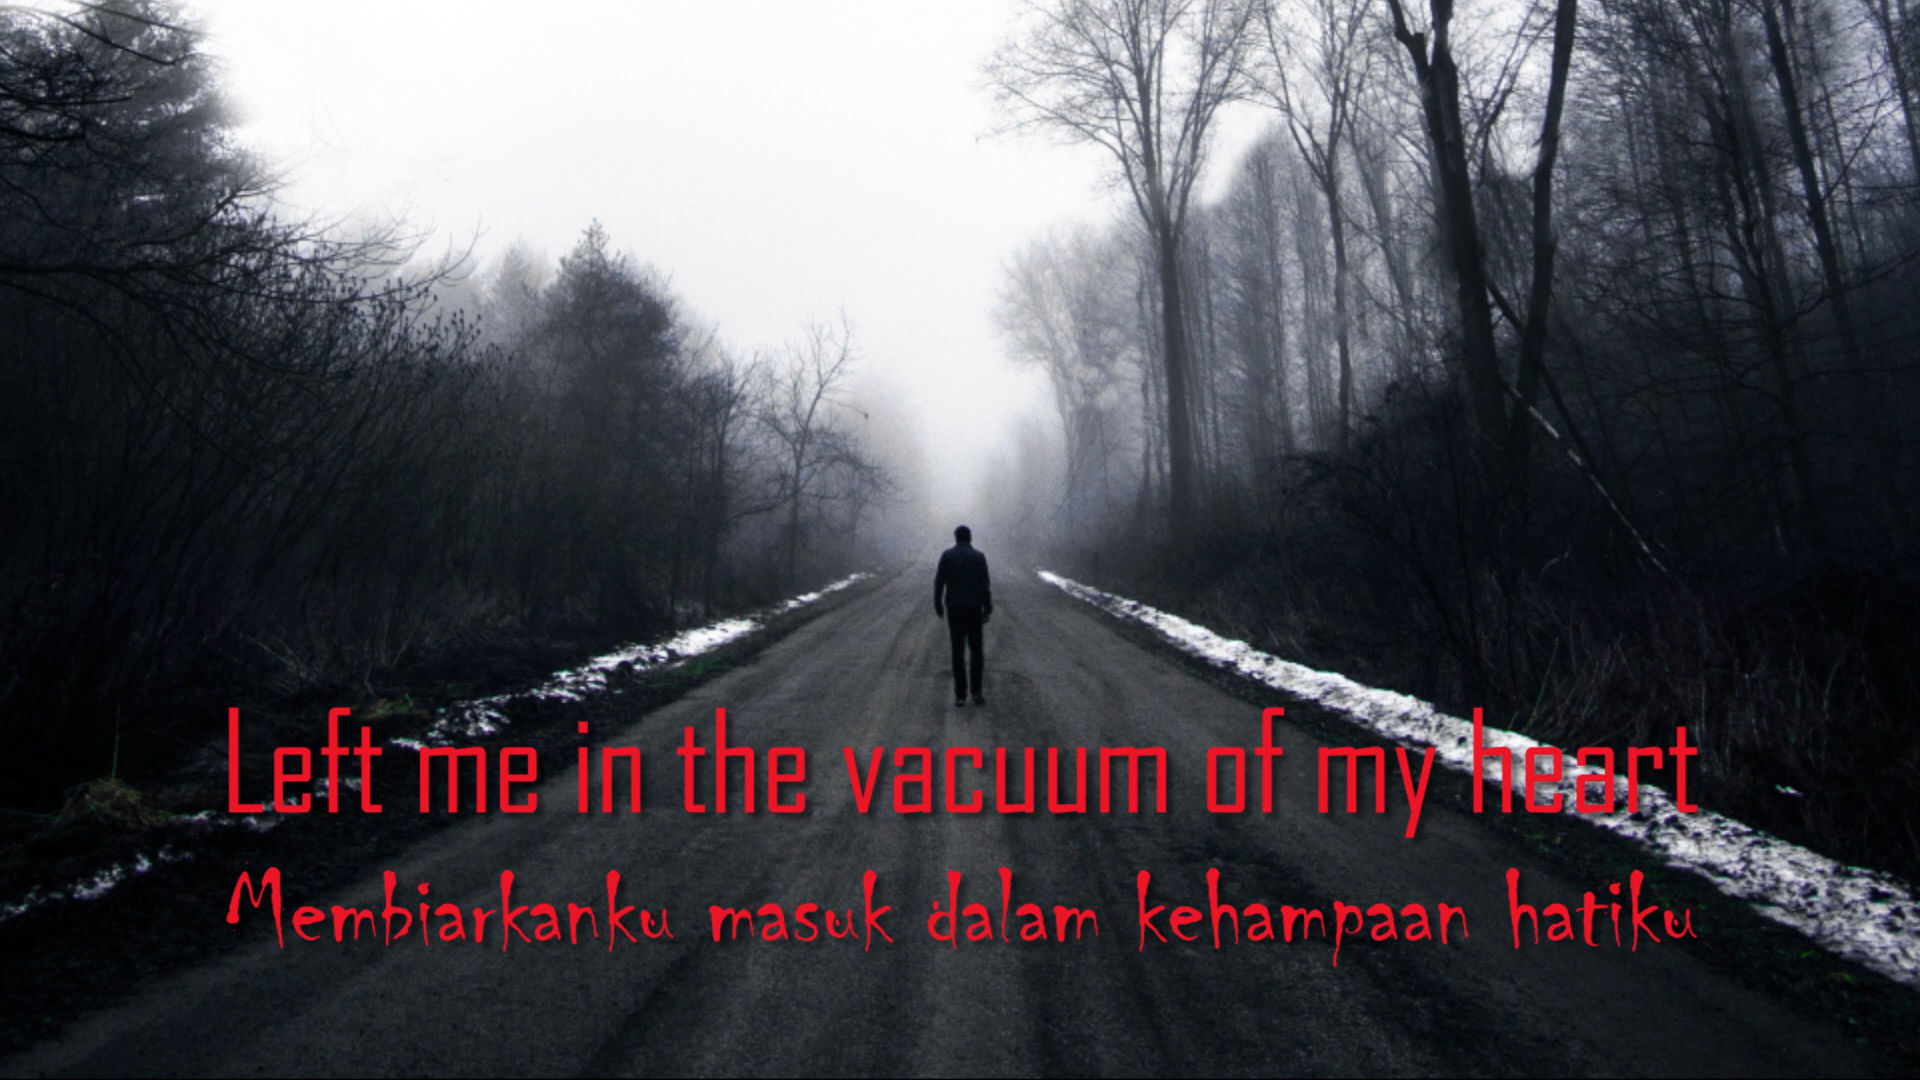 Left me in the vacuum of my heart
Membiarkanku masuk dalam kehampaan hatiku